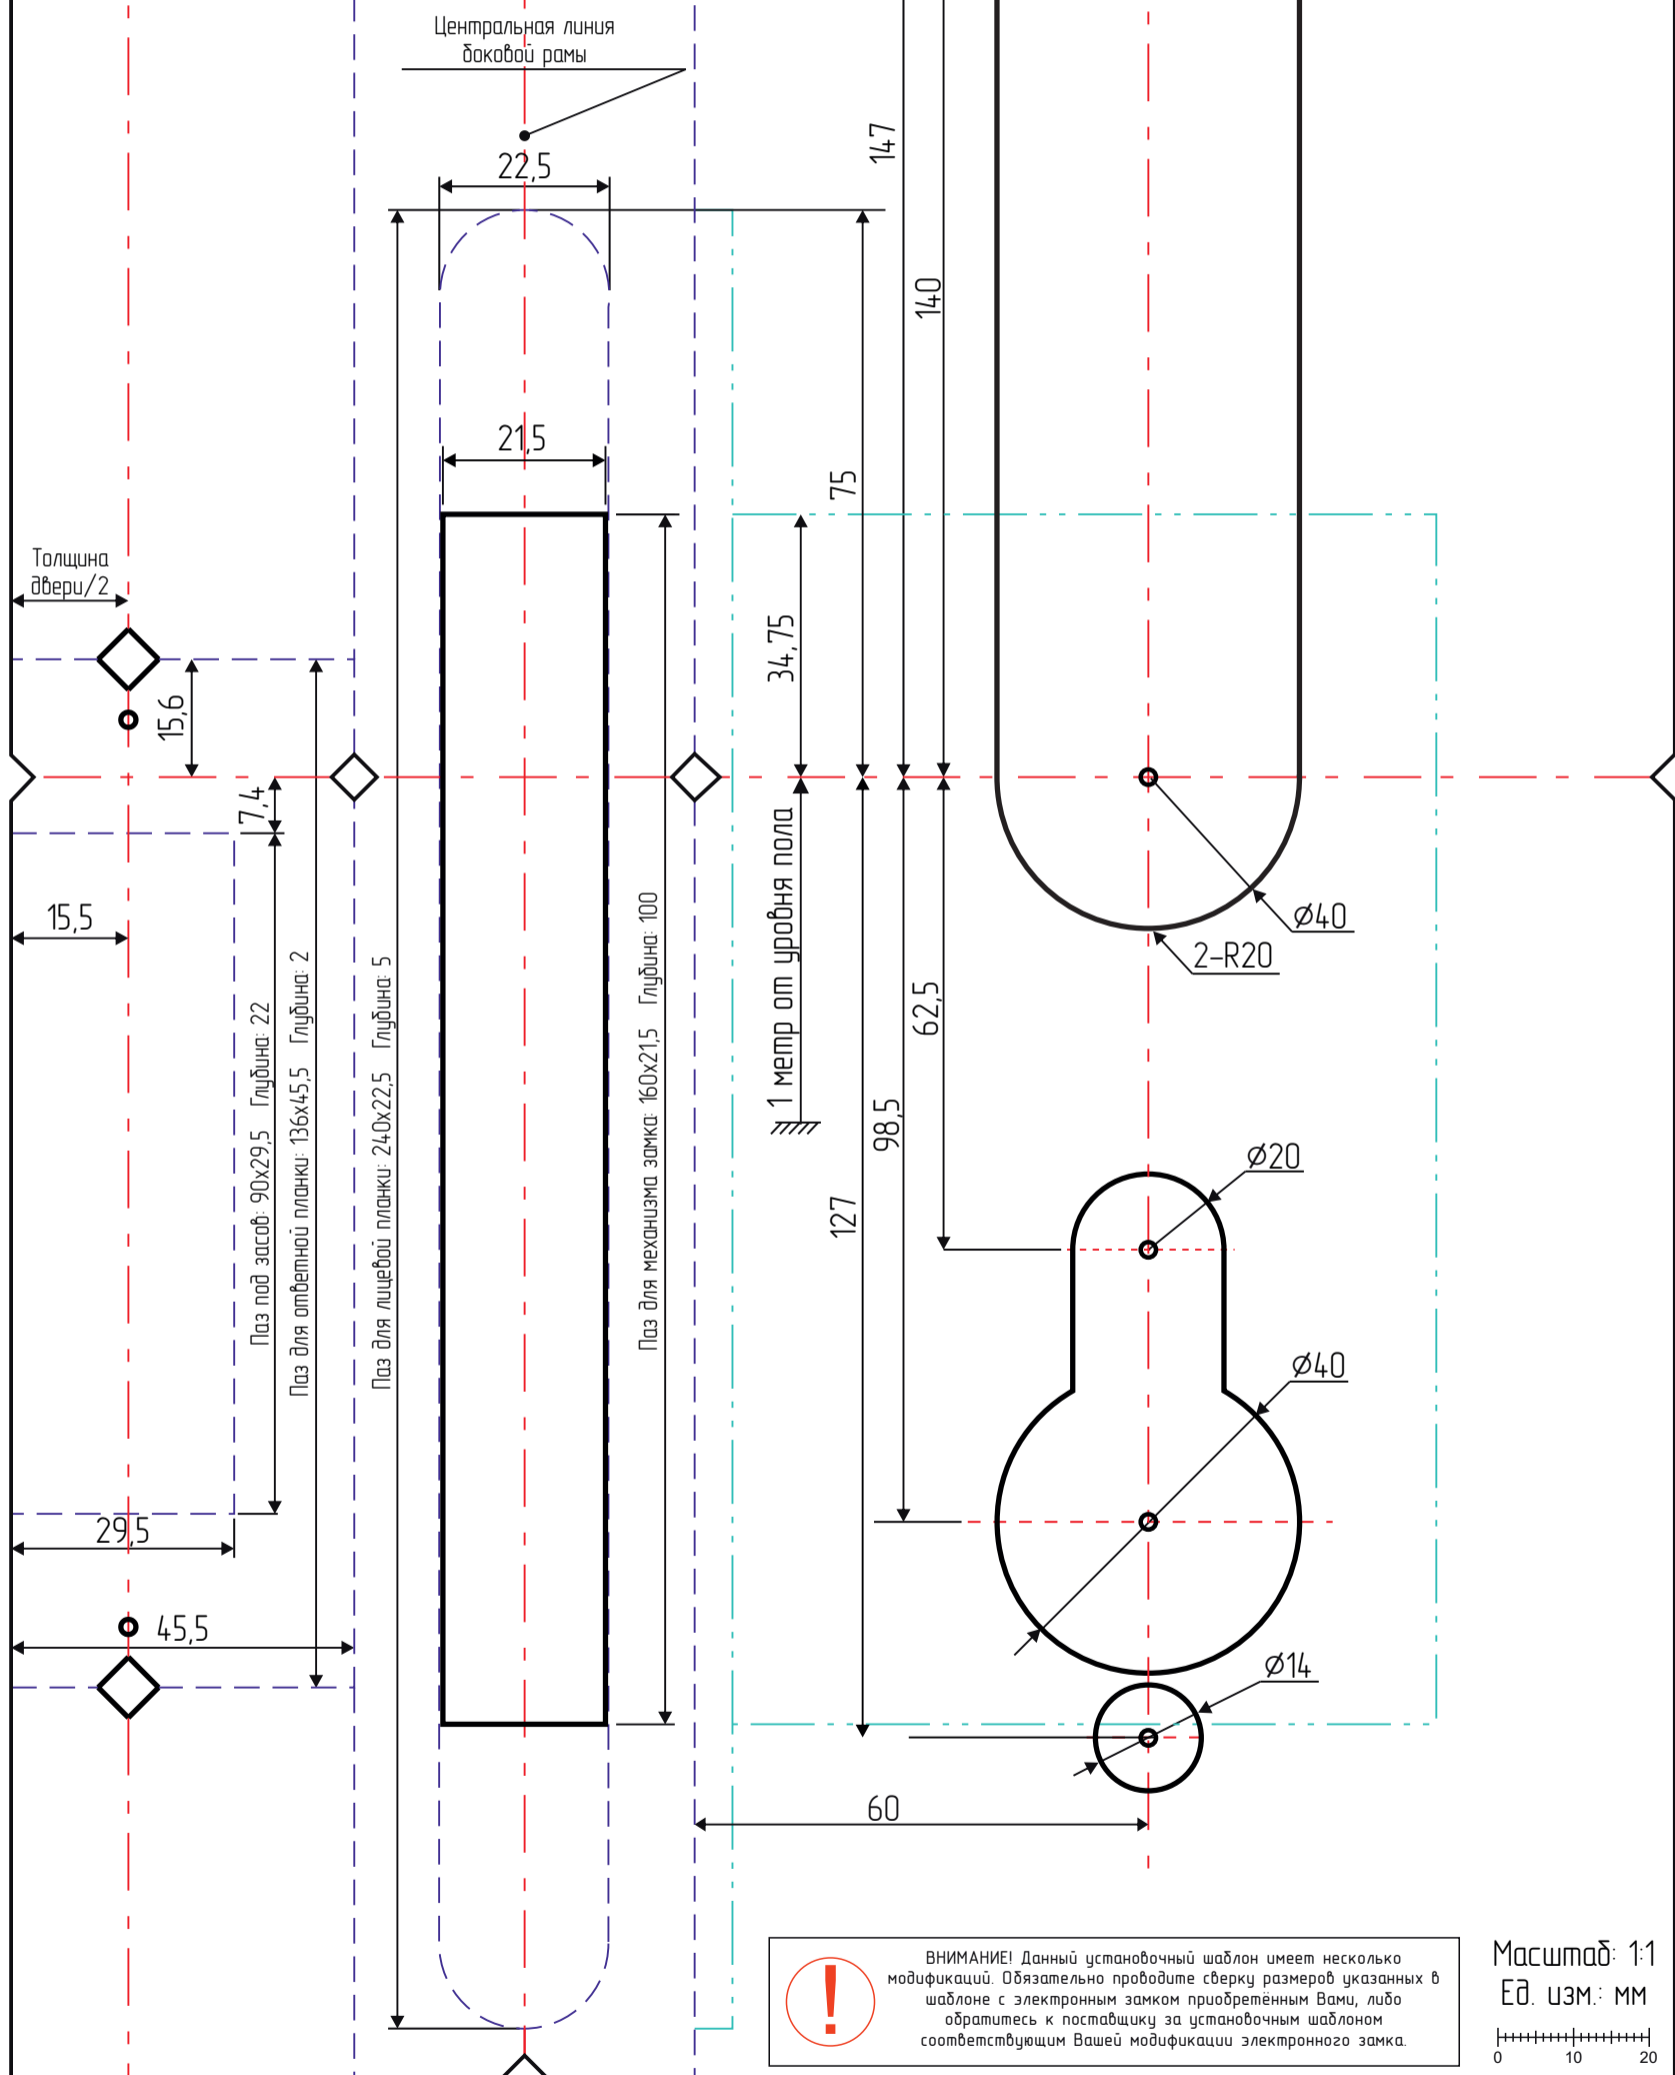 Центральная линия
боковой рамы
22,5
147
140
21,5
75
Толщина
двери/2
34,75
15,6
7,4
15,5
1 метр от уровня пола
Ø40
2-R20
62,5
98,5
127
Паз под засов: 90х29,5 Глубина: 22
Паз для ответной планки: 136х45,5 Глубина: 2
Паз для лицевой планки: 240х22,5 Глубина: 5
Паз для механизма замка: 160х21,5 Глубина: 100
Ø20
Ø40
29,5
45,5
Ø14
60
ВНИМАНИЕ! Данный установочный шаблон имеет несколько
модификаций. Обязательно проводите сверку размеров указанных в
шаблоне с электронным замком приобретённым Вами, либо
обратитесь к поставщику за установочным шаблоном
соответствующим Вашей модификации электронного замка.
!
Масштаб: 1:1
Ед. изм.: мм
0 10 20